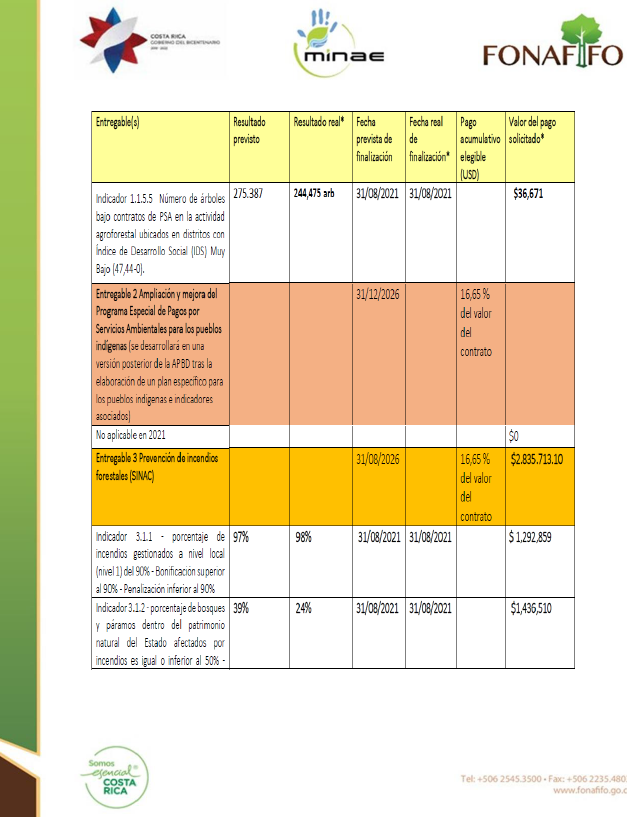 COSTA RICA
GOBIERNO DEL BICENTENARIO
minae
FONAFIFO
Entregable(s)
Resultado
previsto
Resultado real*
Fecha
prevista de
finalización
Fecha real
de
finalización*
Pago
acumulativo
elegible
(USD)
Valor del pago
solicitado*
Indicador 1.1.5.5 Número de árboles
bajo contratos de PSA en la actividad
agroforestal ubicados en distritos con
Índice de Desarrollo Social (IDS) Muy
Bajo (47,44-0).
275.387
244,475 arb
31/08/2021
31/08/2021
$36,671
Entregable 2 Ampliación y mejora del
Programa Especial de Pagos por
Servicios Ambientales para los pueblos
indígenas (se desarrollará en una
versión posterior de la APBD tras la
elaboración de un plan específico para
los pueblos indígenas e indicadores
asociados)
31/12/2026
16,65 %
del valor
del
contrato
No aplicable en 2021
$0
Entregable 3 Prevención de incendios
forestales (SINAC)
31/08/2026
16,65 %
del valor
del
contrato
$2.835.713.10
Indicador 3.1.1 - porcentaje de
incendios gestionados a nivel local
(nivel 1) del 90% - Bonificación superior
al 90% - Penalización inferior al 90%
97%
98%
31/08/2021
31/08/2021
$ 1,292,859
Indicador 3.1.2 - porcentaje de bosques
y páramos dentro del patrimonio
natural del Estado afectados por
incendios es igual o inferior al 50% -
39%
24%
31/08/2021
31/08/2021
$1,436,510
Somos
esencial
COSTA
RICA
Tel: +506 2545.3500 • Fax: +506 2235.480
www.fonafifo.go.c